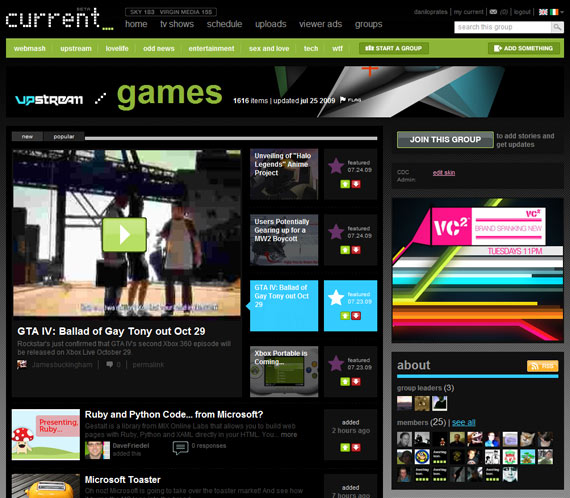 current_
BETA
SKY 183 | VIRGIN MEDIA 155
home tv shows schedule uploads viewer ads groups
daniloprates | my current | (0) | logout
search this group...
webmash upstream lovelife odd news entertainment sex and love tech wtf START A GROUP ADD SOMETHING
UPSTREAM games
1616 items | updated jul 25 2009 FLAG
new popular
Unveiling of "Halo
Legends" Anime
Project
featured
07.24.09
Users Potentially
Gearing up for a
MW2 Boycott
featured
07.24.09
GTA IV: Ballad of
Gay Tony out Oct
29
featured
07.23.09
Xbox Portable is
Coming...
featured
07.23.09
GTA IV: Ballad of Gay Tony out Oct 29
Rockstar's just confirmed that GTA IV's second Xbox 360 episode will
be released on Xbox Live October 29.
Jamesbuckingham | 0 | permalink
Presenting,
Ruby...
Ruby and Python Code... from Microsoft?
Gestalt is a library from MIX Online Labs that allows you to build web
pages with Ruby, Python and XAML directly in your HTML. You... more
DaveFriedel
added this
0 responses
added
2 hours ago
Microsoft Toaster
Oh noz! Microsoft is going to take over the toaster market! And see how
added
JOIN THIS GROUP
to add stories and
get updates
CDC
Admin:
edit skin
VC²
VC²
BRAND SPANKING NEW
TUESDAYS 11PM
about
RSS
group leaders (3)
members (25) | see all